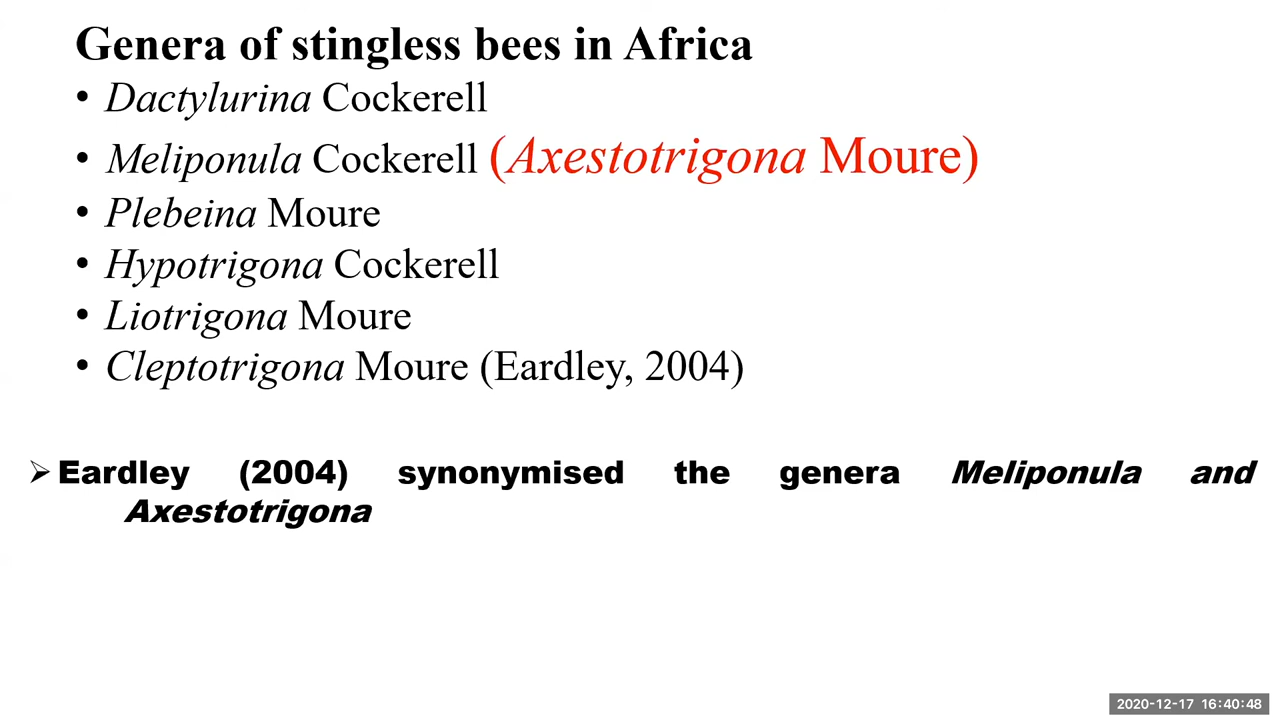 Genera of stingless bees in Africa
• Dactylurina Cockerell
• Meliponula Cockerell (Axestotrigona Moure)
• Plebeina Moure
• Hypotrigona Cockerell
• Liotrigona Moure
• Cleptotrigona Moure (Eardley, 2004)
➢ Eardley (2004) synonymised the genera Meliponula and
Axestotrigona
2020-12-17 16:40:48